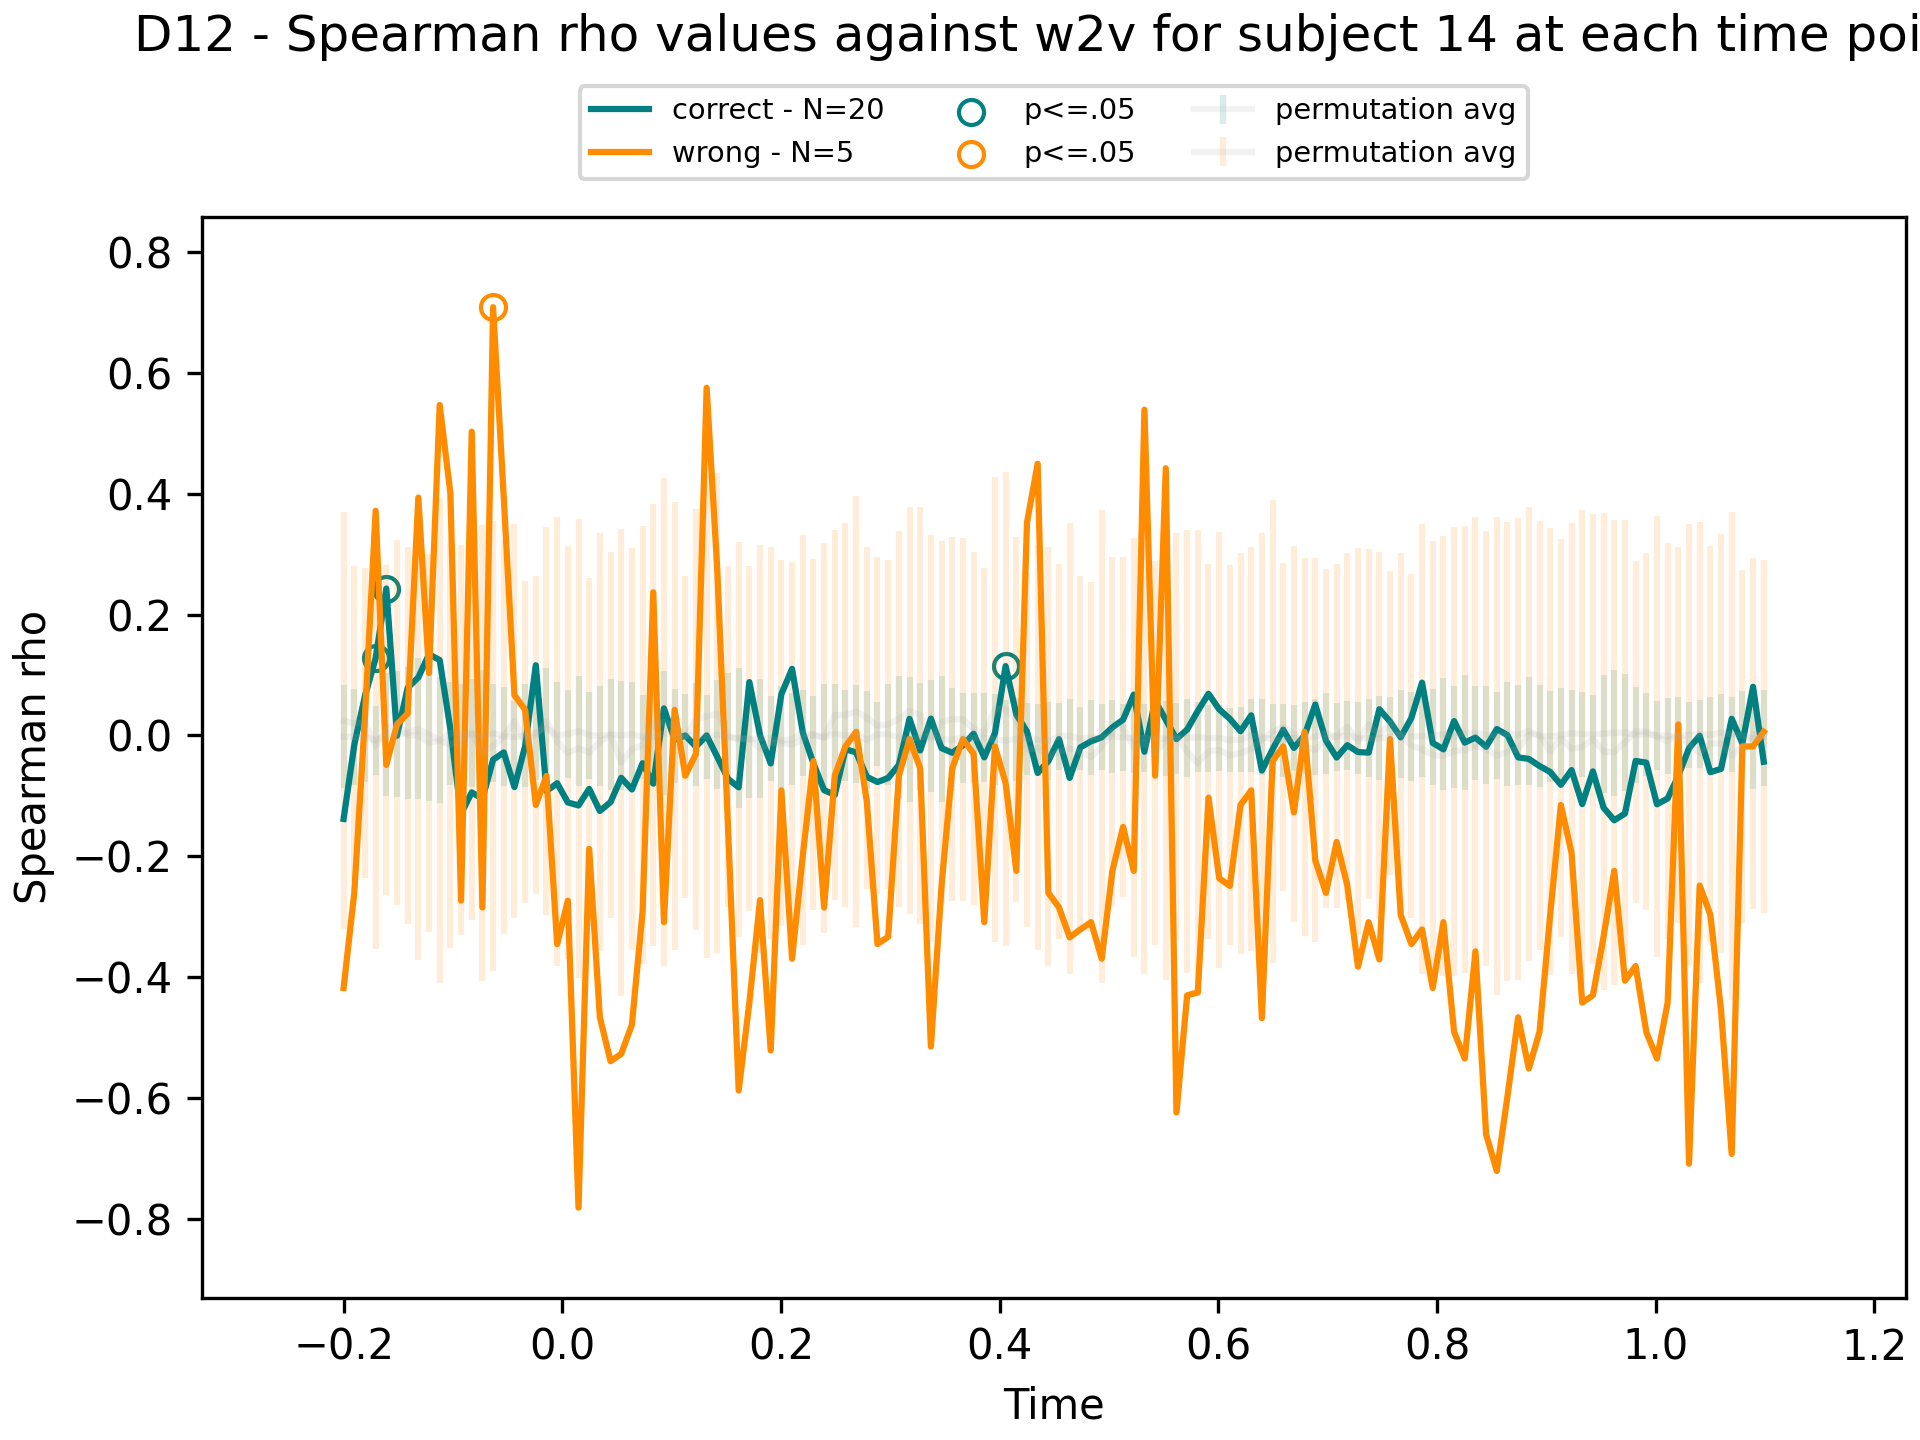 D12 - Spearman rho values against w2v for subject 14 at each time poi
correct - N=20
wrong - N=5
p<=.05
p<=.05
permutation avg
permutation avg
Spearman rho
0.8
0.6
0.4
0.2
0.0
−0.2
−0.4
−0.6
−0.8
−0.2 0.0 0.2 0.4 0.6 0.8 1.0 1.2
Time